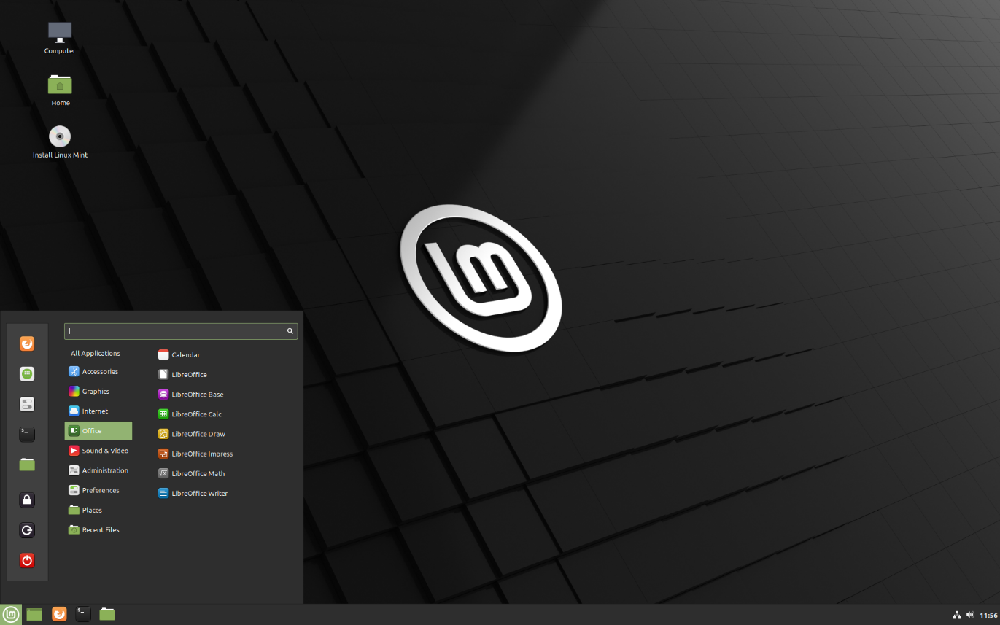 Computer
Home
Install Linux Mint
All Applications
Accessories
Graphics
Internet
Office
Sound & Video
Administration
Preferences
Places
Recent Files
Calendar
LibreOffice
LibreOffice Base
LibreOffice Calc
LibreOffice Draw
LibreOffice Impress
LibreOffice Math
LibreOffice Writer
11:56